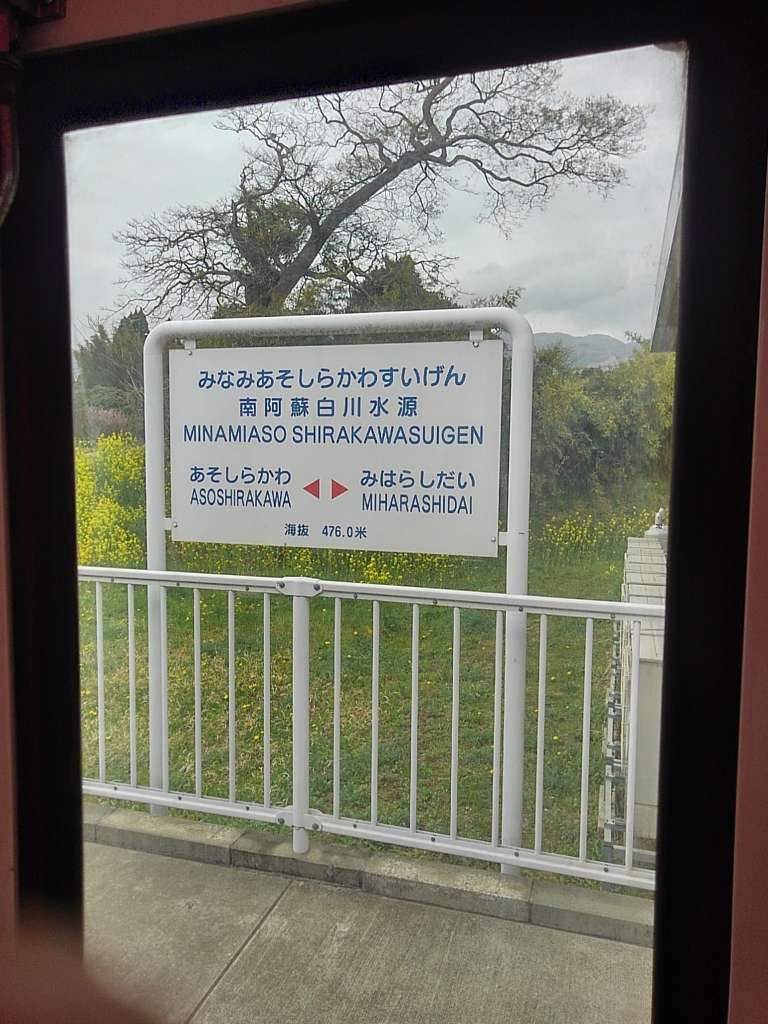 みなみあそしらかわすいげん
南阿蘇白川水源
MINAMIASO SHIRAKAWASUIGEN
あそしらかわ みはらしだい
ASOSHIRAKAWA MIHARASHIDAI
海抜 476.0米